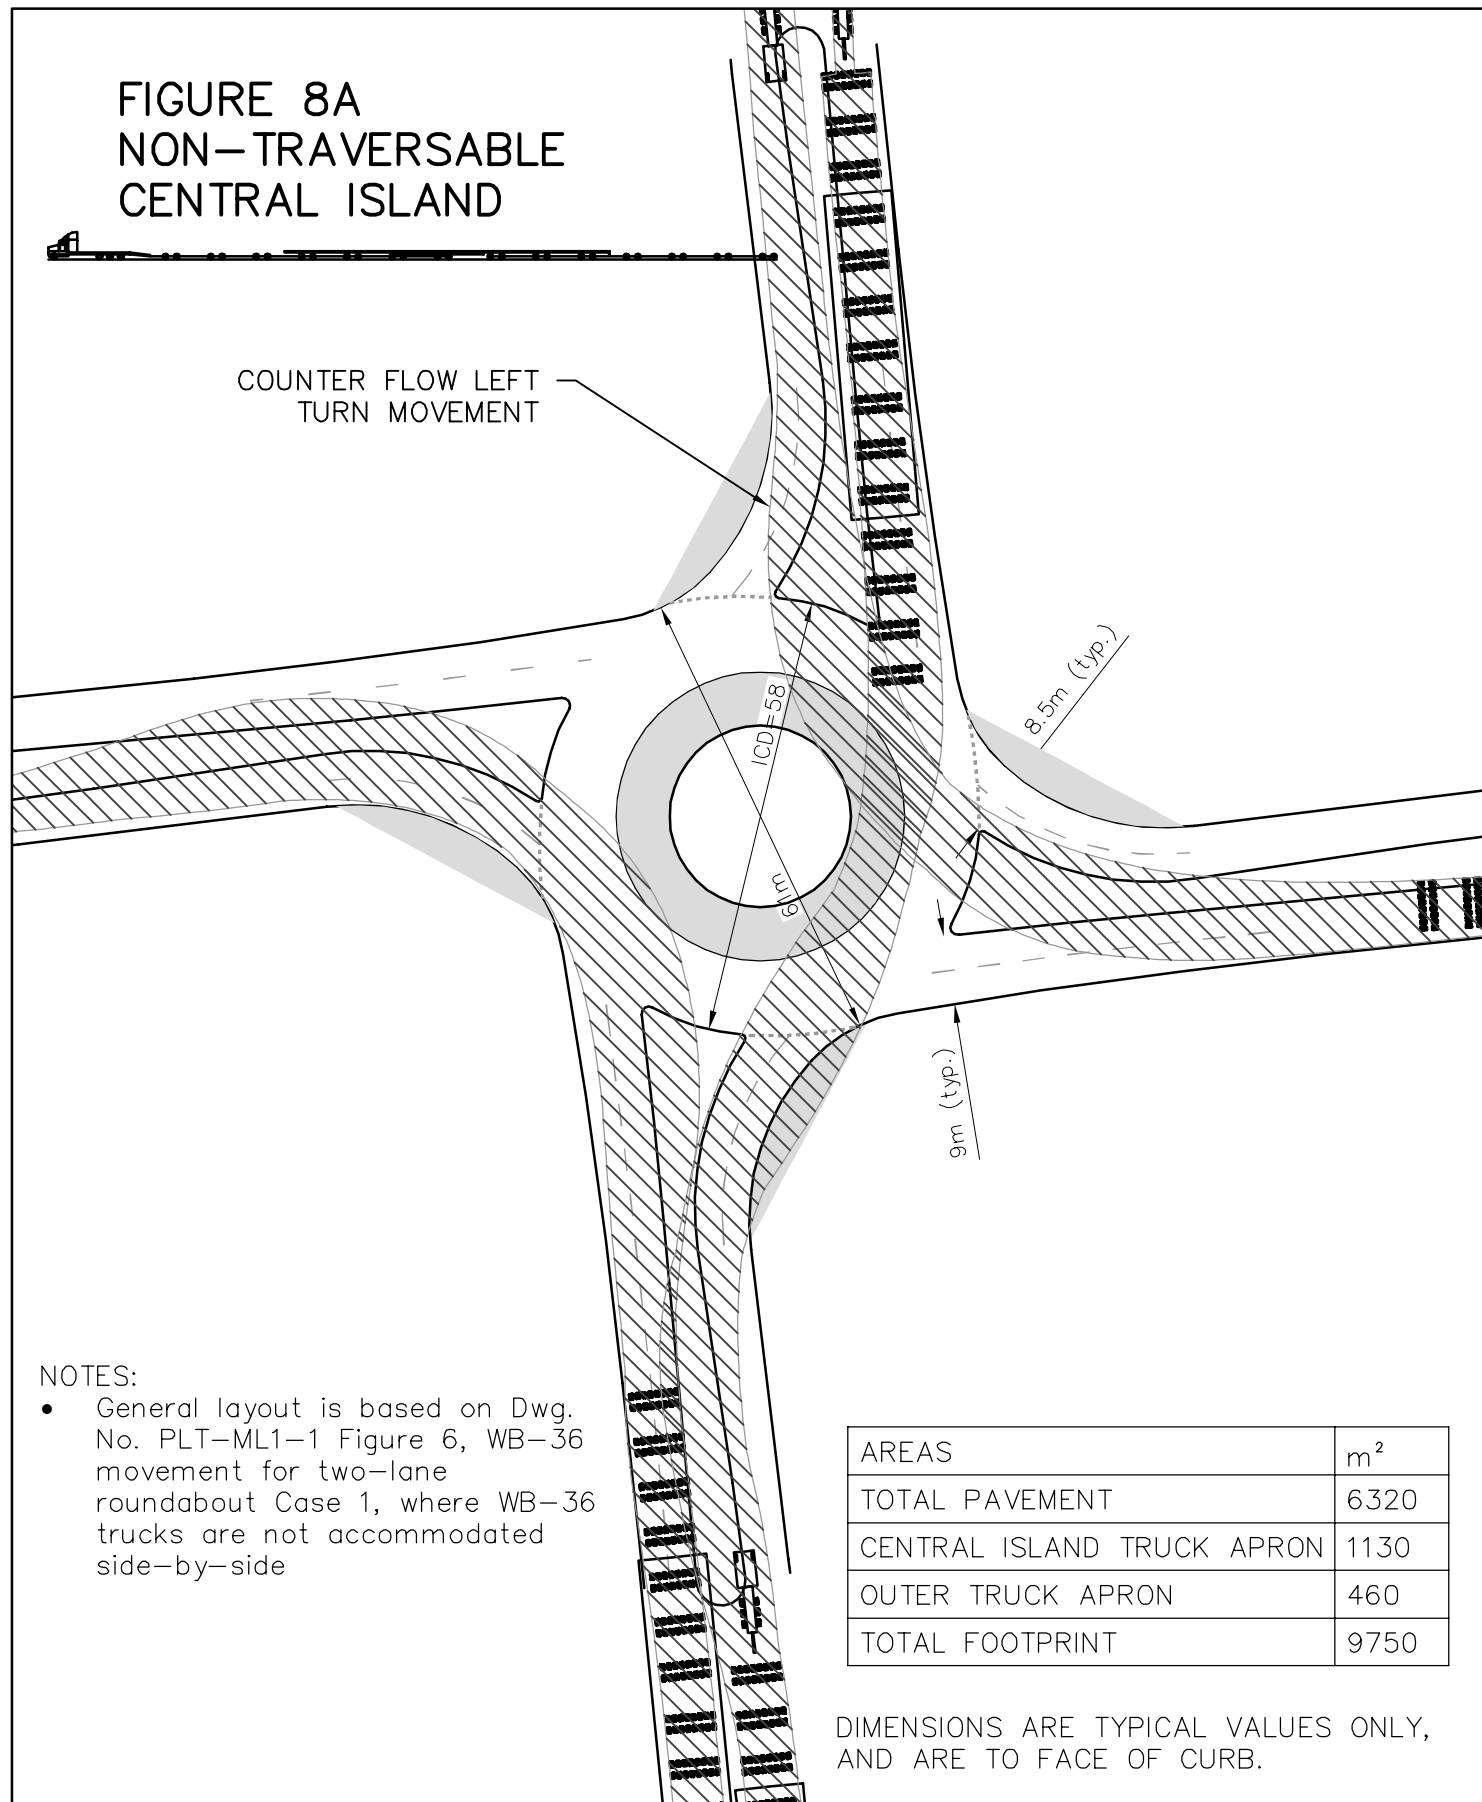 FIGURE 8A
NON-TRAVERSABLE
CENTRAL ISLAND
COUNTER FLOW LEFT
TURN MOVEMENT
8.5m (typ.)
ICD=58
61m
9m (typ.)
NOTES:
• General layout is based on Dwg.
No. PLT-ML1-1 Figure 6, WB-36
movement for two-lane
roundabout Case 1, where WB-36
trucks are not accommodated
side-by-side
AREAS m²
TOTAL PAVEMENT 6320
CENTRAL ISLAND TRUCK APRON 1130
OUTER TRUCK APRON 460
TOTAL FOOTPRINT 9750
DIMENSIONS ARE TYPICAL VALUES ONLY,
AND ARE TO FACE OF CURB.